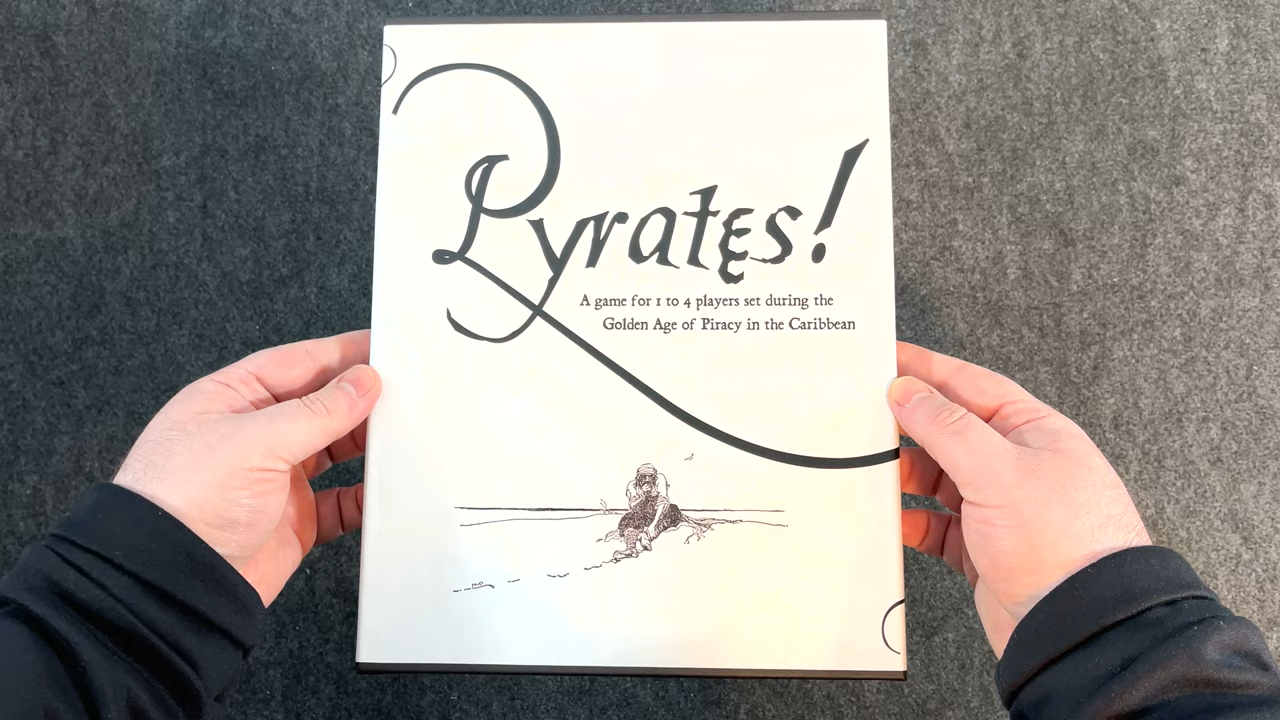 Pyrates!
A game for 1 to 4 players set during the
Golden Age of Piracy in the Caribbean